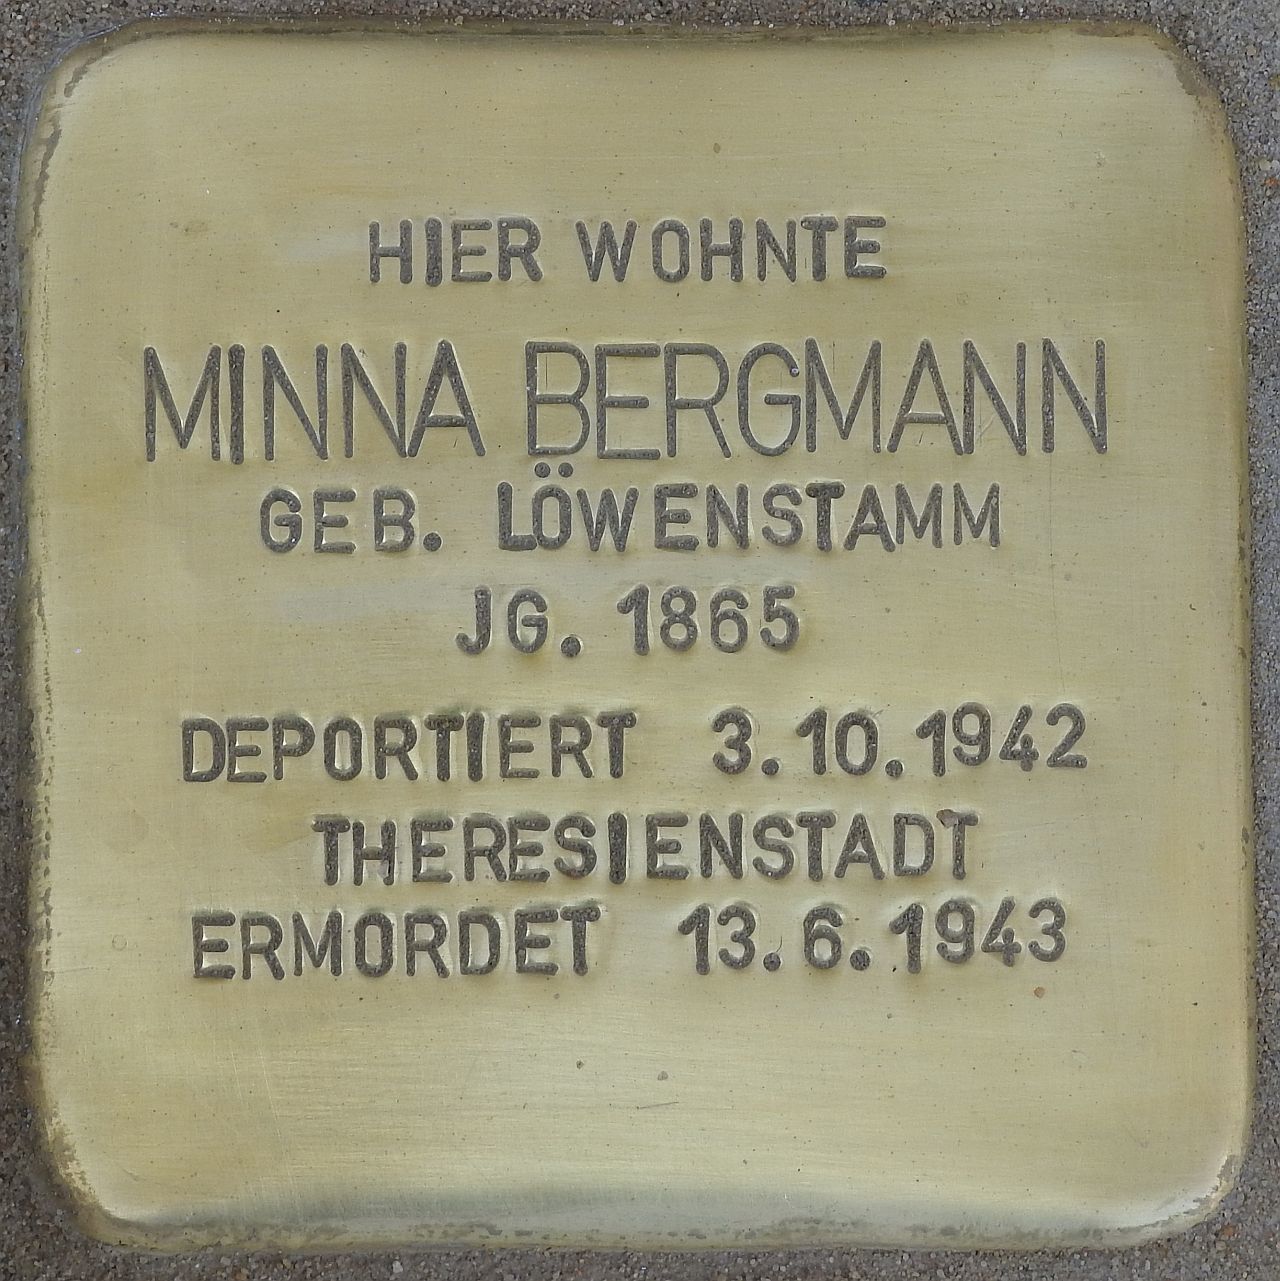 HIER WOHNTE
MINNA BERGMANN
GEB. LÖWENSTAMM
JG. 1865
DEPORTIERT 3.10.1942
THERESIENSTADT
ERMORDET 13.6.1943